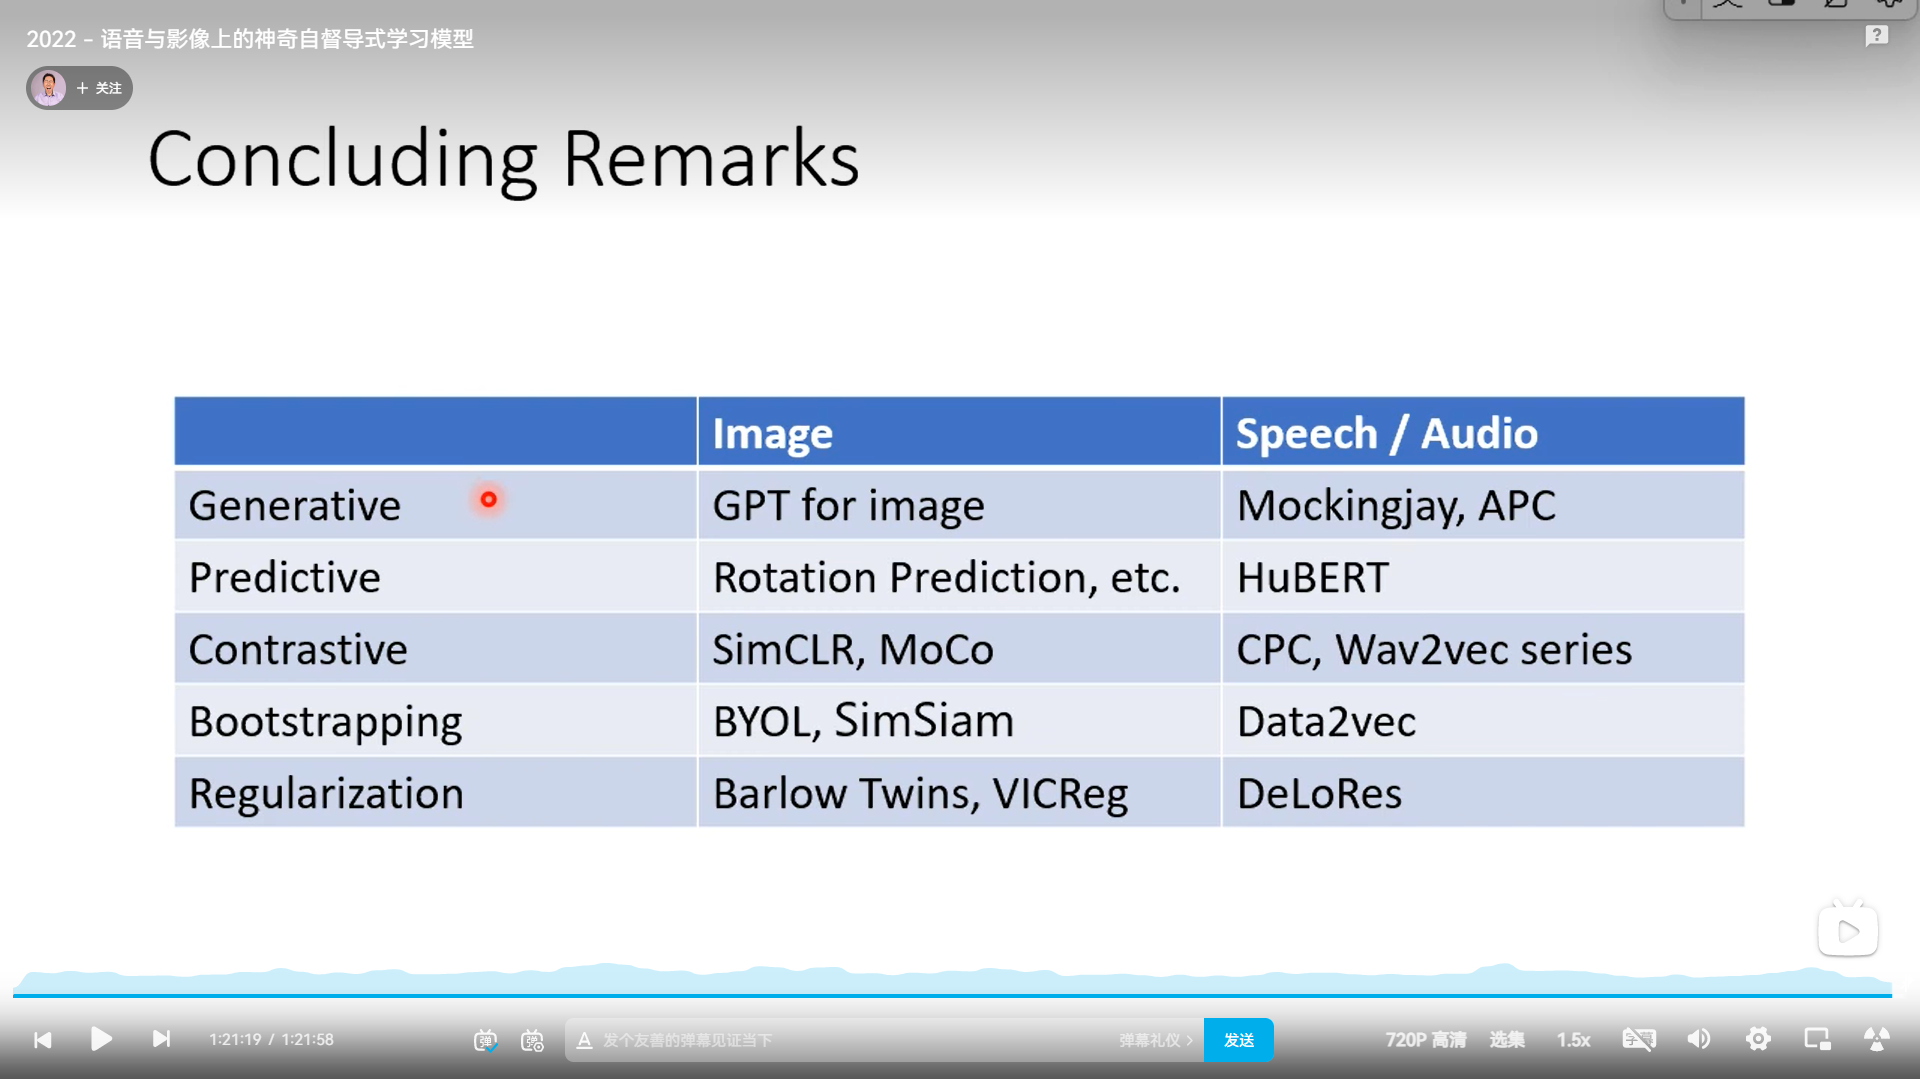 2022 - 语音与影像上的神奇自督导式学习模型
+ 关注
Concluding Remarks
Image Speech / Audio
Generative GPT for image Mockingjay, APC
Predictive Rotation Prediction, etc. HuBERT
Contrastive SimCLR, MoCo CPC, Wav2vec series
Bootstrapping BYOL, SimSiam Data2vec
Regularization Barlow Twins, VICReg DeLoRes
1:21:19 / 1:21:58 弹 弹 A 发个友善的弹幕见证当下 弹幕礼仪 > 发送 720P 高清 选集 1.5x 字幕